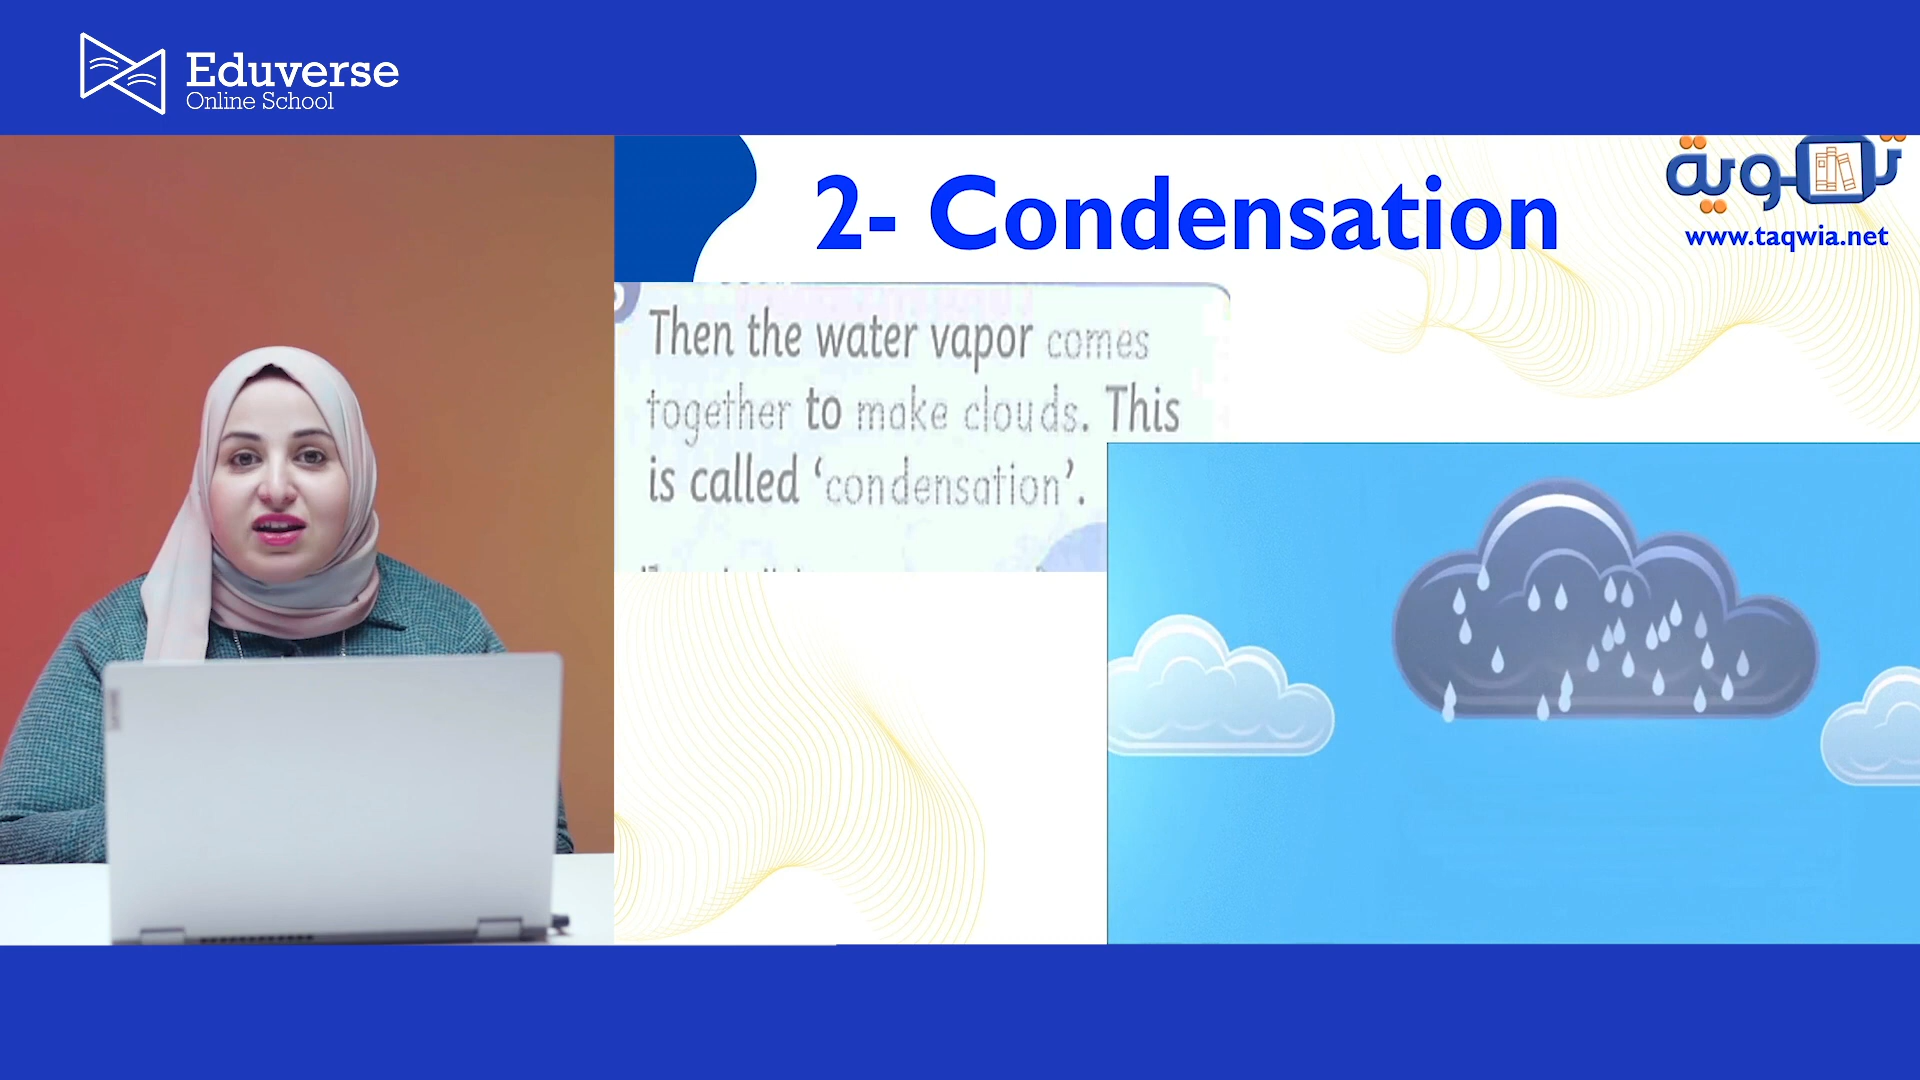 Eduverse
Online School
تقوية
www.taqwia.net
2- Condensation
Then the water vapor comes
together to make clouds. This
is called ‘condensation’.